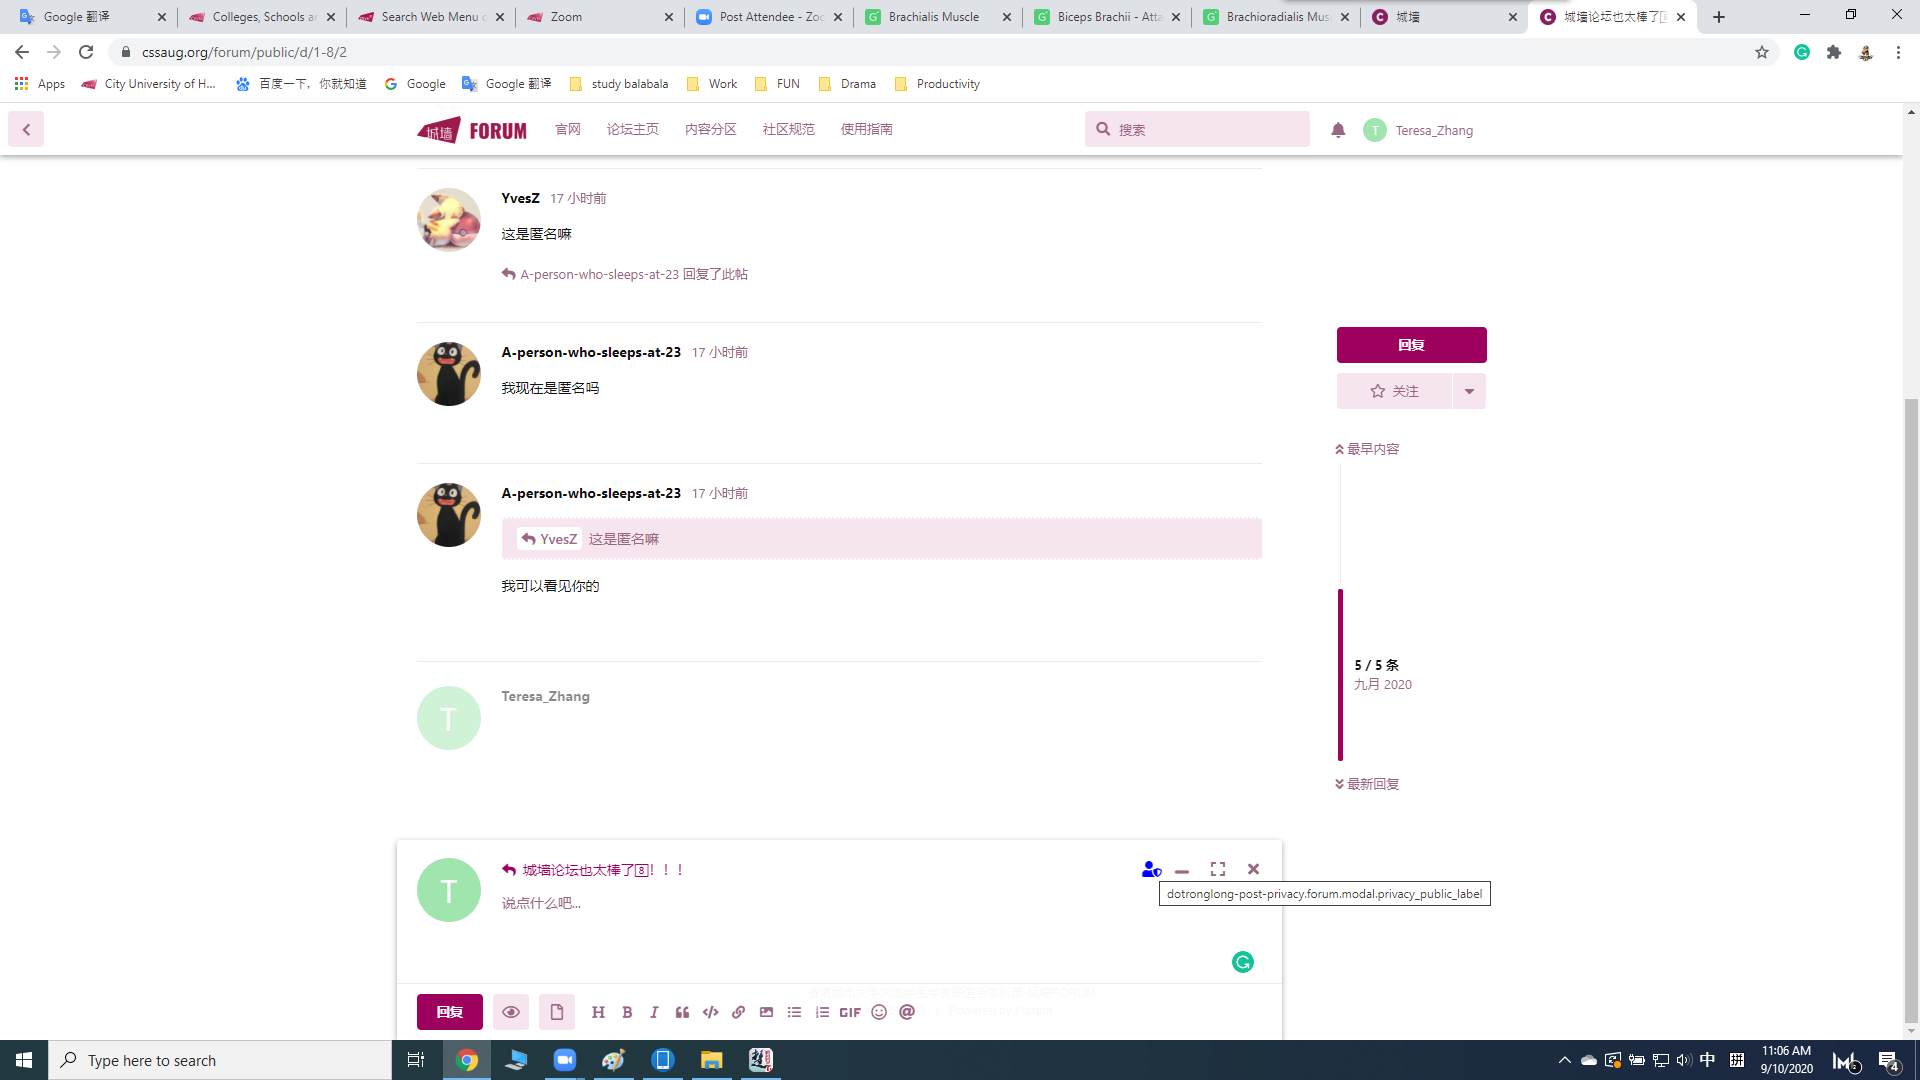 Google 翻译
Colleges, Schools a
Search Web Menu
Zoom
Post Attendee - Zoo
Brachialis Muscle
Biceps Brachii - Atta
Brachioradialis Mus
城墙
城墙论坛也太棒了
cssaug.org/forum/public/d/1-8/2
Apps
City University of H...
百度一下，你就知道
Google
Google 翻译
study balabala
Work
FUN
Drama
Productivity
城墙 FORUM
官网
论坛主页
内容分区
社区规范
使用指南
搜索
T
Teresa_Zhang
YvesZ 17 小时前
这是匿名嘛
A-person-who-sleeps-at-23 回复了此帖
A-person-who-sleeps-at-23 17 小时前
我现在是匿名吗
A-person-who-sleeps-at-23 17 小时前
YvesZ 这是匿名嘛
我可以看见你的
T
Teresa_Zhang
回复
关注
最早内容
5 / 5 条
九月 2020
最新回复
T
城墙论坛也太棒了8！！！
说点什么吧...
dotronglong-post-privacy.forum.modal.privacy_public_label
回复
H B I GIF @
Powered by Flarum
Type here to search
中
拼
11:06 AM
9/10/2020
4